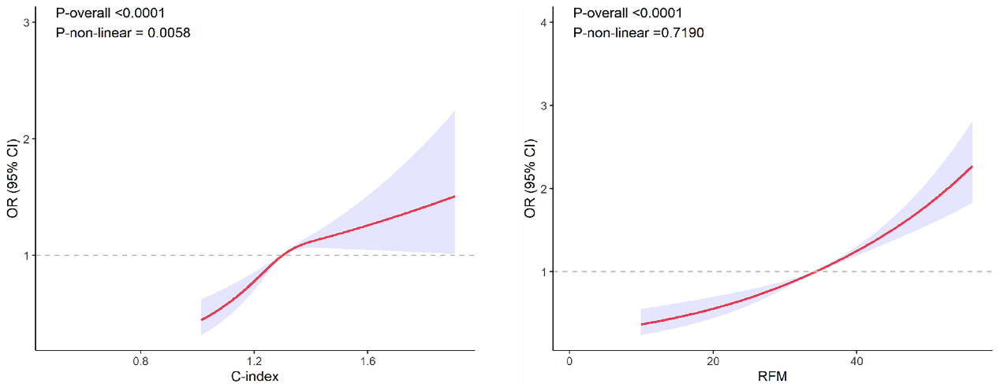 P-overall <0.0001
P-non-linear = 0.0058
3
2
1
OR (95% CI)
0.8
1.2
1.6
C-index
P-overall <0.0001
P-non-linear =0.7190
4
3
2
1
OR (95% CI)
0
20
40
RFM